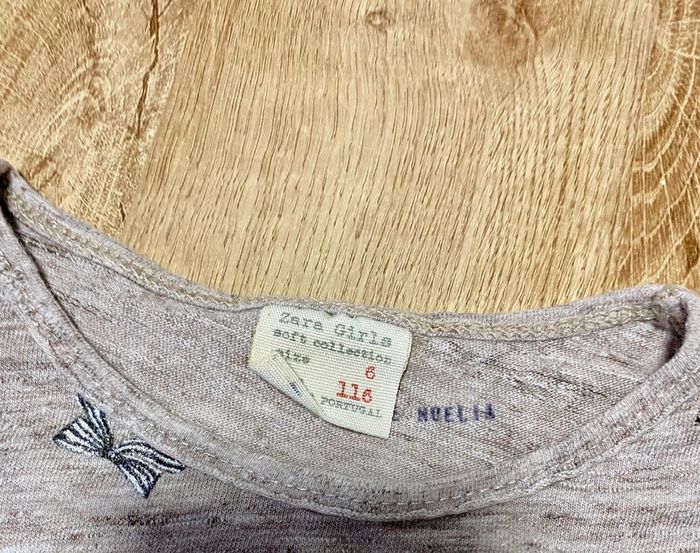 Zara Girls
soft collection
size 6
116
PORTUGAL
NOELIA